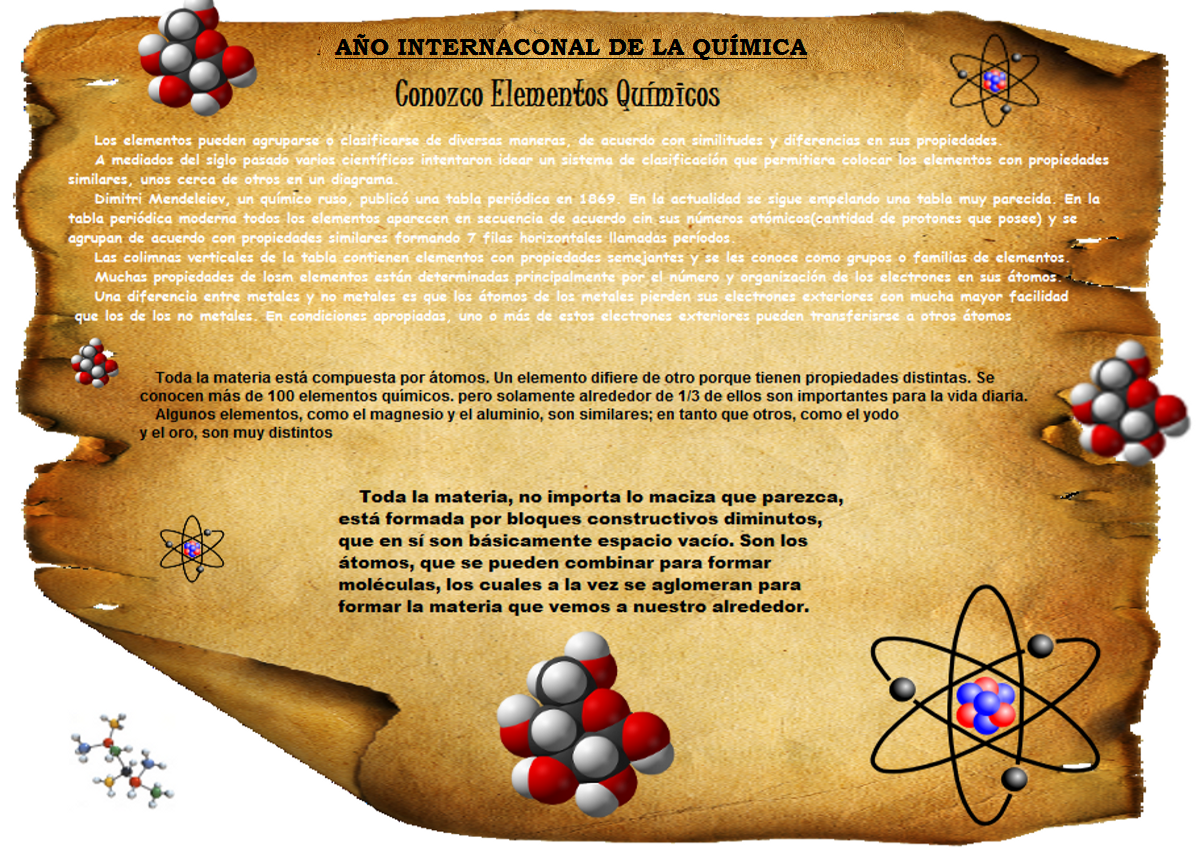 AÑO INTERNACONAL DE LA QUÍMICA
Conozco Elementos Químicos
Los elementos pueden agruparse o clasificarse de diversas maneras, de acuerdo con similitudes y diferencias en sus propiedades.
A mediados del siglo pasado varios científicos intentaron idear un sistema de clasificación que permitiera colocar los elementos con propiedades
similares, unos cerca de otros en un diagrama.
Dimitri Mendeleiev, un químico ruso, publicó una tabla periódica en 1869. En la actualidad se sigue empelando una tabla muy parecida. En la
tabla periódica moderna todos los elementos aparecen en secuencia de acuerdo cin sus números atómicos(cantidad de protones que posee) y se
agrupan de acuerdo con propiedades similares formando 7 filas horizontales llamadas períodos.
Las colimnas verticales de la tabla contienen elementos con propiedades semejantes y se les conoce como grupos o familias de elementos.
Muchas propiedades de losm elementos están determinadas principalmente por el número y organización de los electrones en sus átomos.
Una diferencia entre metales y no metales es que los átomos de los metales pierden sus electrones exteriores con mucha mayor facilidad
que los de los no metales. En condiciones apropiadas, uno o más de estos electrones exteriores pueden transferisrse a otros átomos
Toda la materia está compuesta por átomos. Un elemento difiere de otro porque tienen propiedades distintas. Se
conocen más de 100 elementos químicos. pero solamente alrededor de 1/3 de ellos son importantes para la vida diaria.
Algunos elementos, como el magnesio y el aluminio, son similares; en tanto que otros, como el yodo
y el oro, son muy distintos
Toda la materia, no importa lo maciza que parezca,
está formada por bloques constructivos diminutos,
que en sí son básicamente espacio vacío. Son los
átomos, que se pueden combinar para formar
moléculas, los cuales a la vez se aglomeran para
formar la materia que vemos a nuestro alrededor.